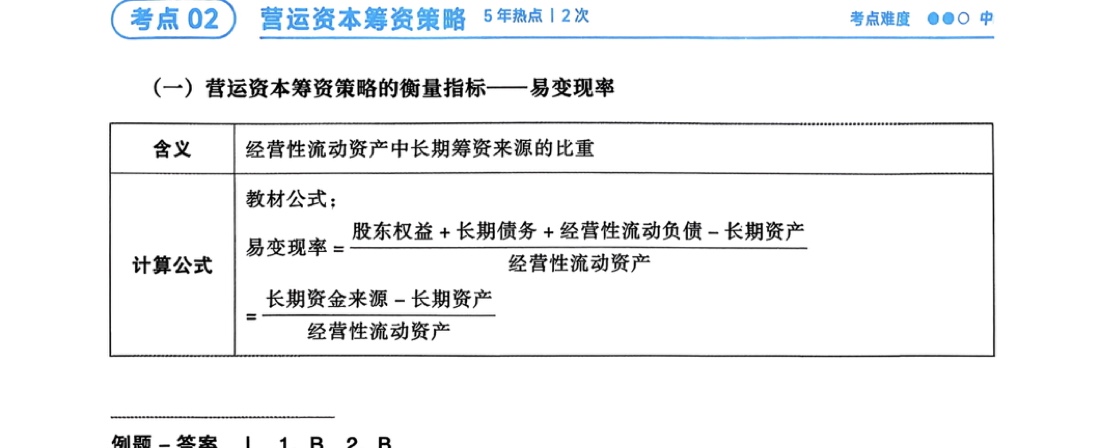 考点 02 营运资本筹资策略 5年热点 | 2次 考点难度 中
（一）营运资本筹资策略的衡量指标——易变现率
含义 经营性流动资产中长期筹资来源的比重
计算公式
教材公式：
易变现率 = 股东权益 + 长期债务 + 经营性流动负债 - 长期资产
经营性流动资产
= 长期资金来源 - 长期资产
经营性流动资产
例题 - 答案 | 1 B 2 B